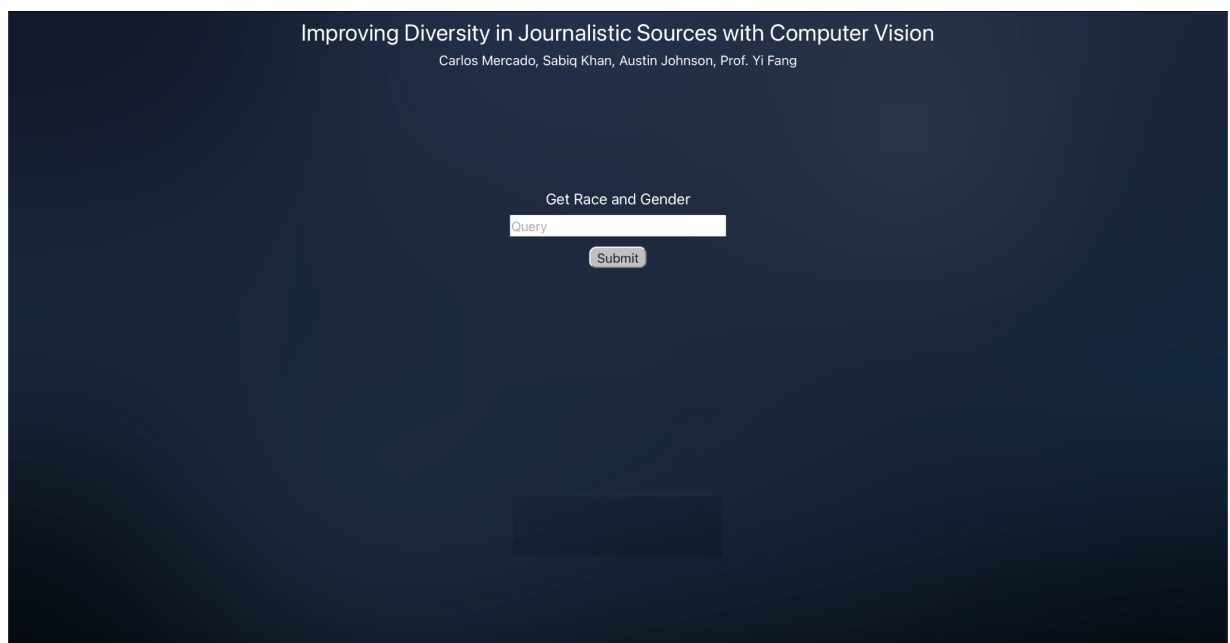 Improving Diversity in Journalistic Sources with Computer Vision
Carlos Mercado, Sabiq Khan, Austin Johnson, Prof. Yi Fang
Get Race and Gender
Query
Submit